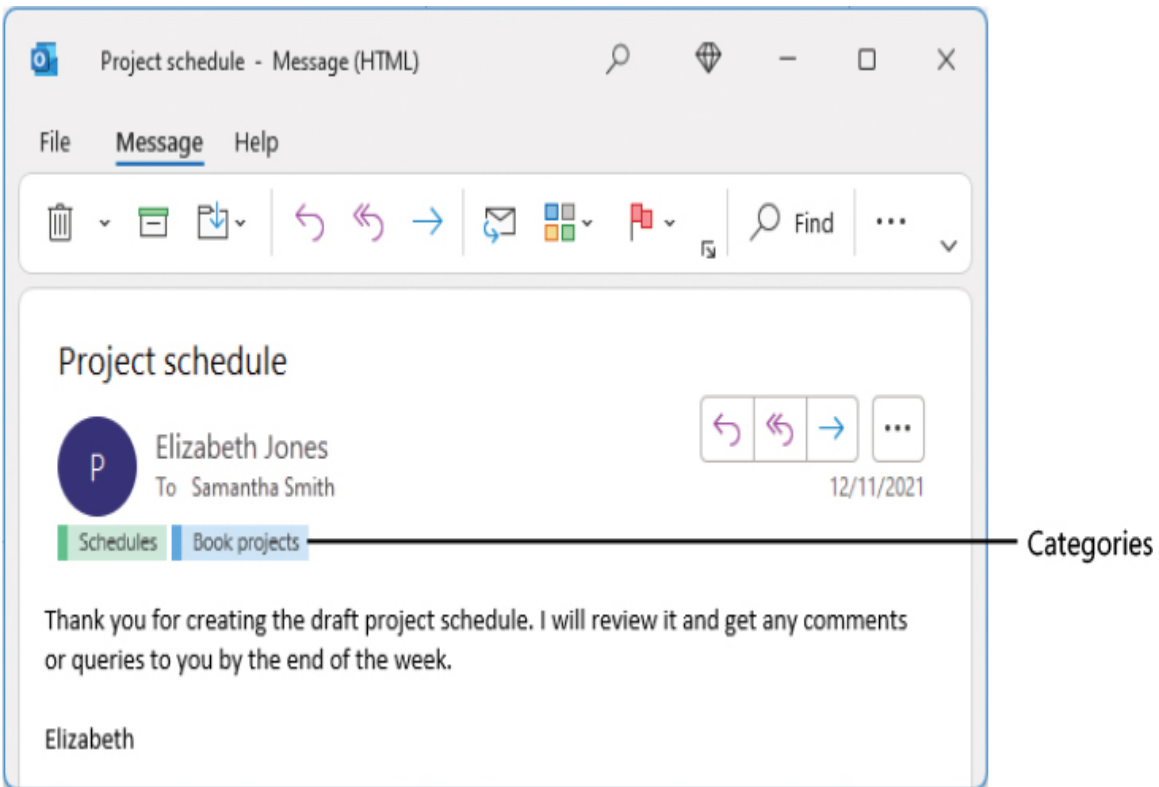 Project schedule - Message (HTML)
File Message Help
Find
Project schedule
P
Elizabeth Jones
To Samantha Smith
12/11/2021
Schedules Book projects
Categories
Thank you for creating the draft project schedule. I will review it and get any comments
or queries to you by the end of the week.
Elizabeth